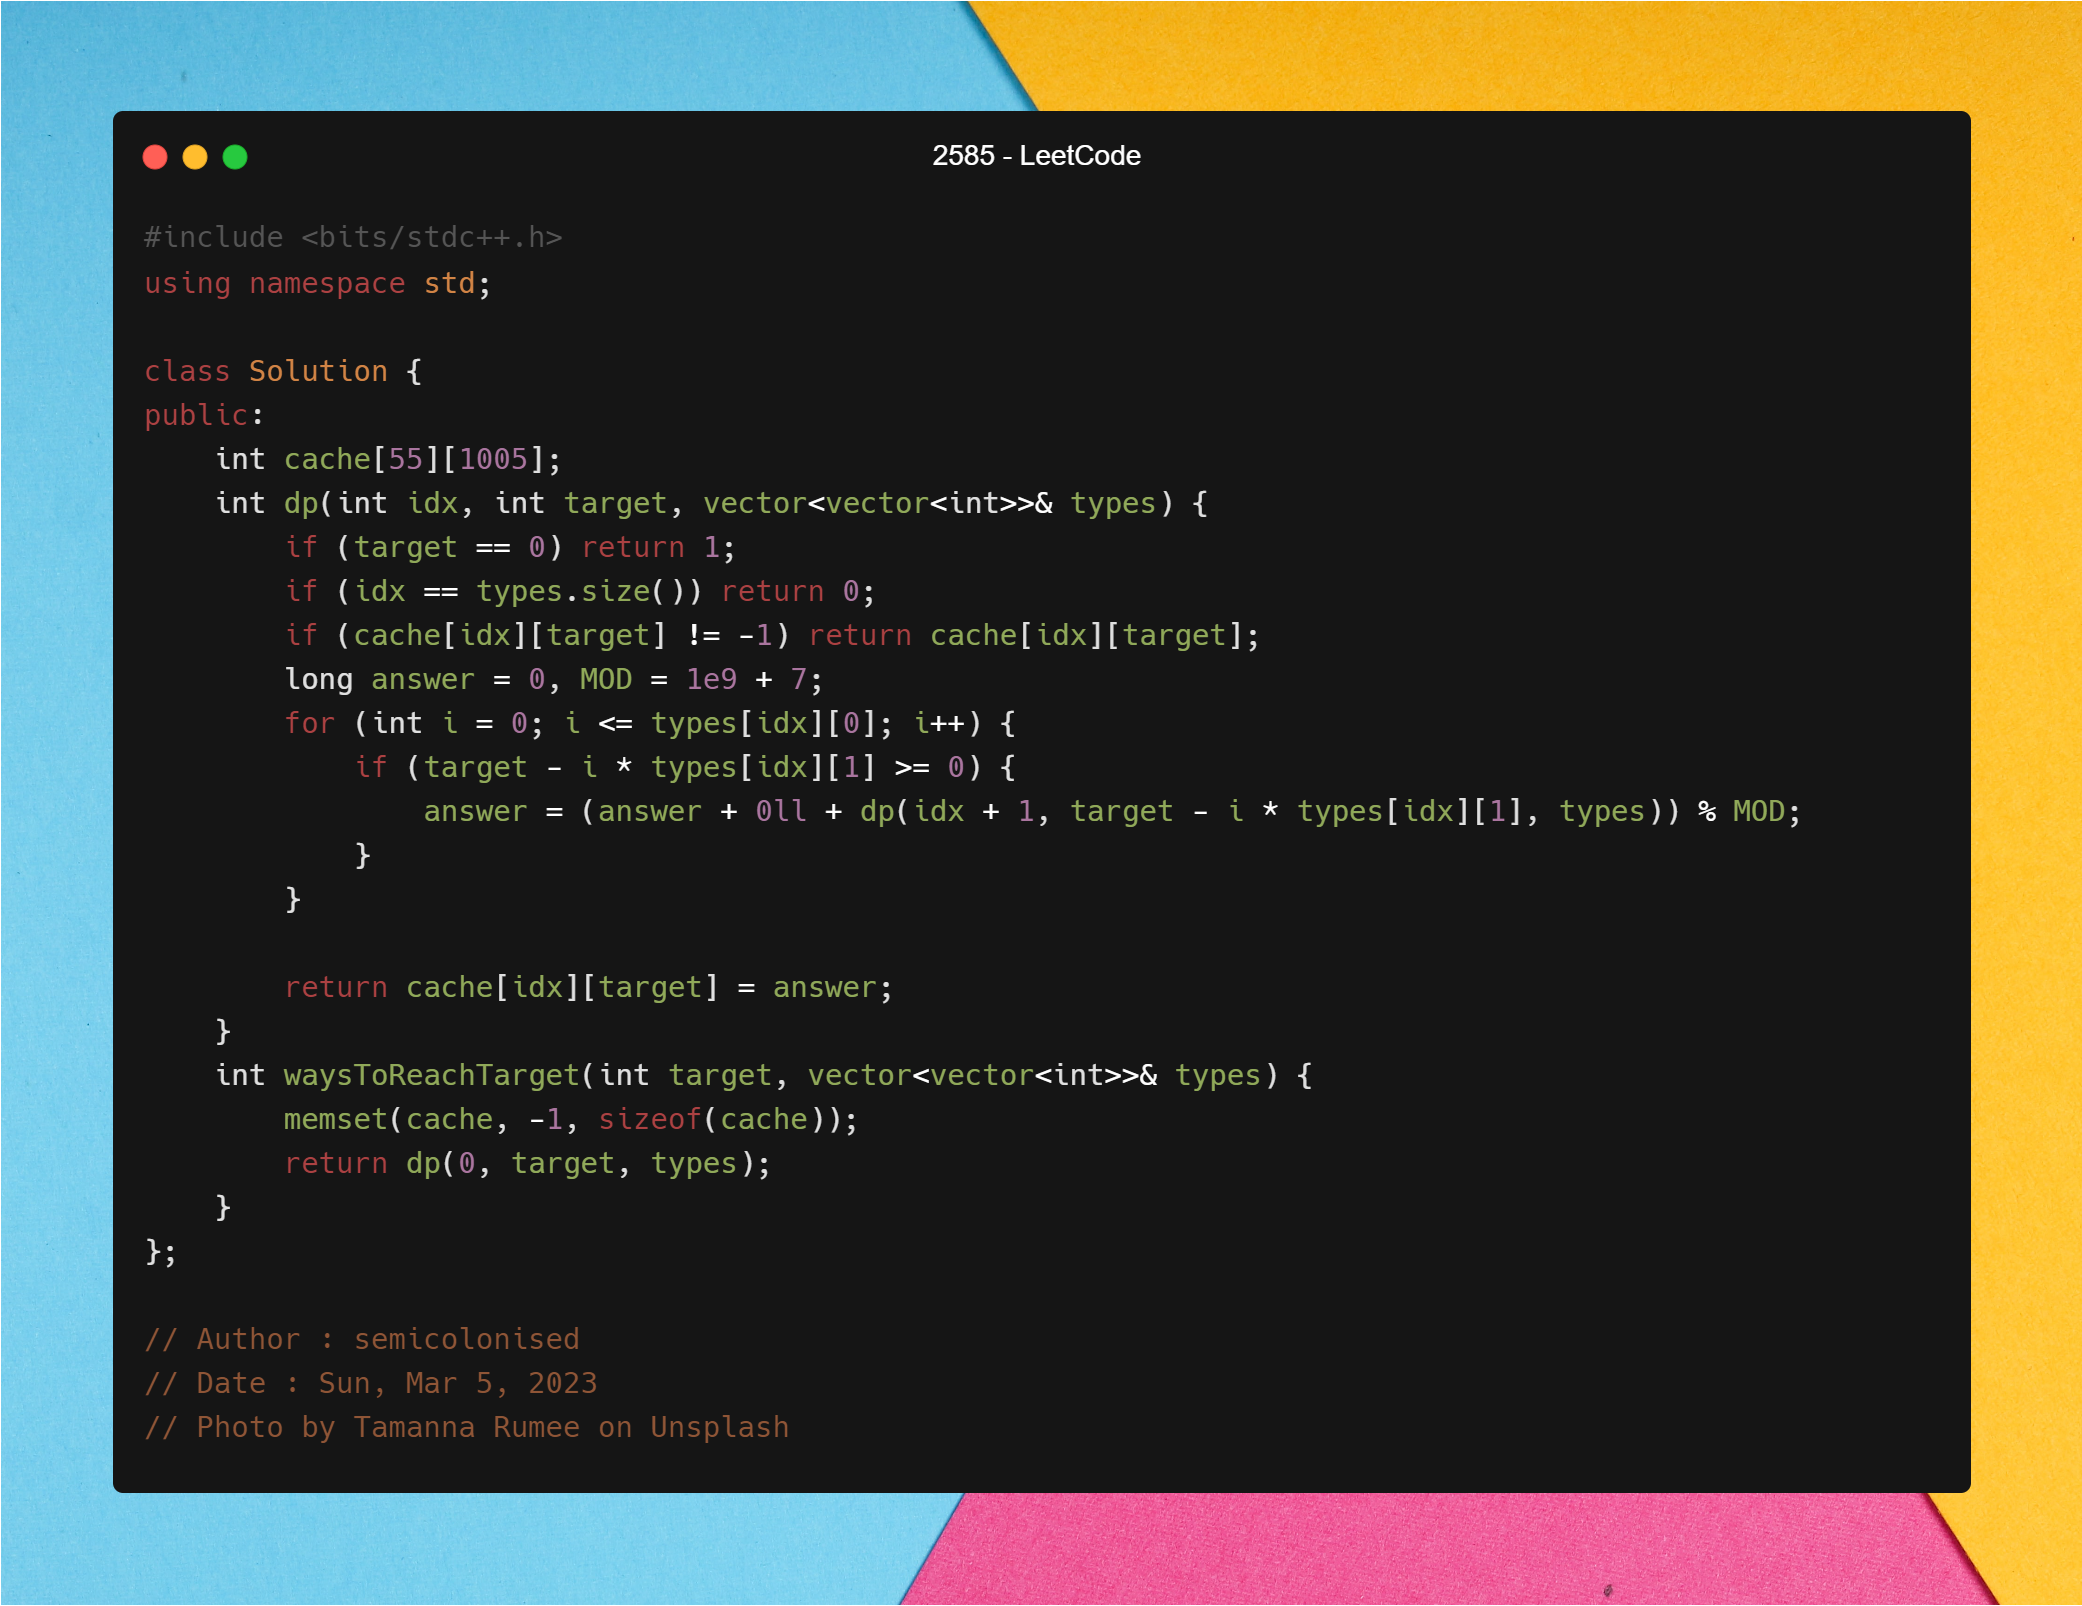 2585 - LeetCode
#include <bits/stdc++.h>
using namespace std;
class Solution {
public:
    int cache[55][1005];
    int dp(int idx, int target, vector<vector<int>>& types) {
        if (target == 0) return 1;
        if (idx == types.size()) return 0;
        if (cache[idx][target] != -1) return cache[idx][target];
        long answer = 0, MOD = 1e9 + 7;
        for (int i = 0; i <= types[idx][0]; i++) {
            if (target - i * types[idx][1] >= 0) {
                answer = (answer + 0ll + dp(idx + 1, target - i * types[idx][1], types)) % MOD;
            }
        }
        return cache[idx][target] = answer;
    }
    int waysToReachTarget(int target, vector<vector<int>>& types) {
        memset(cache, -1, sizeof(cache));
        return dp(0, target, types);
    }
};
// Author : semicolonised
// Date : Sun, Mar 5, 2023
// Photo by Tamanna Rumee on Unsplash